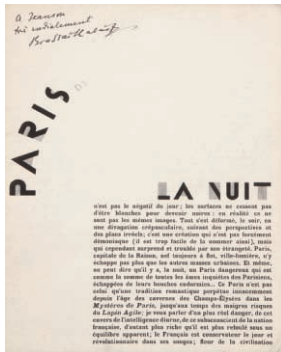 A Jeanson
très cordialement
Brassaï
PARIS DE
LA NUIT
n'est pas le négatif du jour ; les surfaces ne cessent pas
d'être blanches pour devenir noires : en réalité ce ne
sont pas les mêmes images. Tout s'est déformé, le soir, en
une divagation crépusculaire, suivant des perspectives et
des plans irréels ; c'est une création qui n'est pas forcément
démoniaque (il est trop facile de la nommer ainsi), mais
qui cependant surprend et trouble par son étrangeté. Paris,
capitale de la Raison, nef toujours à flot, ville-lumière, n'y
échappe pas plus que les autres masses urbaines. Et même,
on peut dire qu'il y a, la nuit, un Paris dangereux qui est
comme la somme de toutes les âmes inquiètes des Parisiens,
échappées de leurs bouches endormies... Ce Paris n'est pas
celui qu'une tradition romantique perpétue incessamment
depuis l'âge des cavernes des Champs-Élysées dans les
Mystères de Paris, jusqu'aux temps des maigres risques
du Lapin Agile ; je veux parler d'un plus réel danger, de cet
envers de l'intelligence diurne, de ce subconscient de la nation
française, d'autant plus riche qu'il est plus refoulé sous un
équilibre apparent ; le Français est conservateur le jour et
révolutionnaire dans ses songes ; fleur de la civilisation